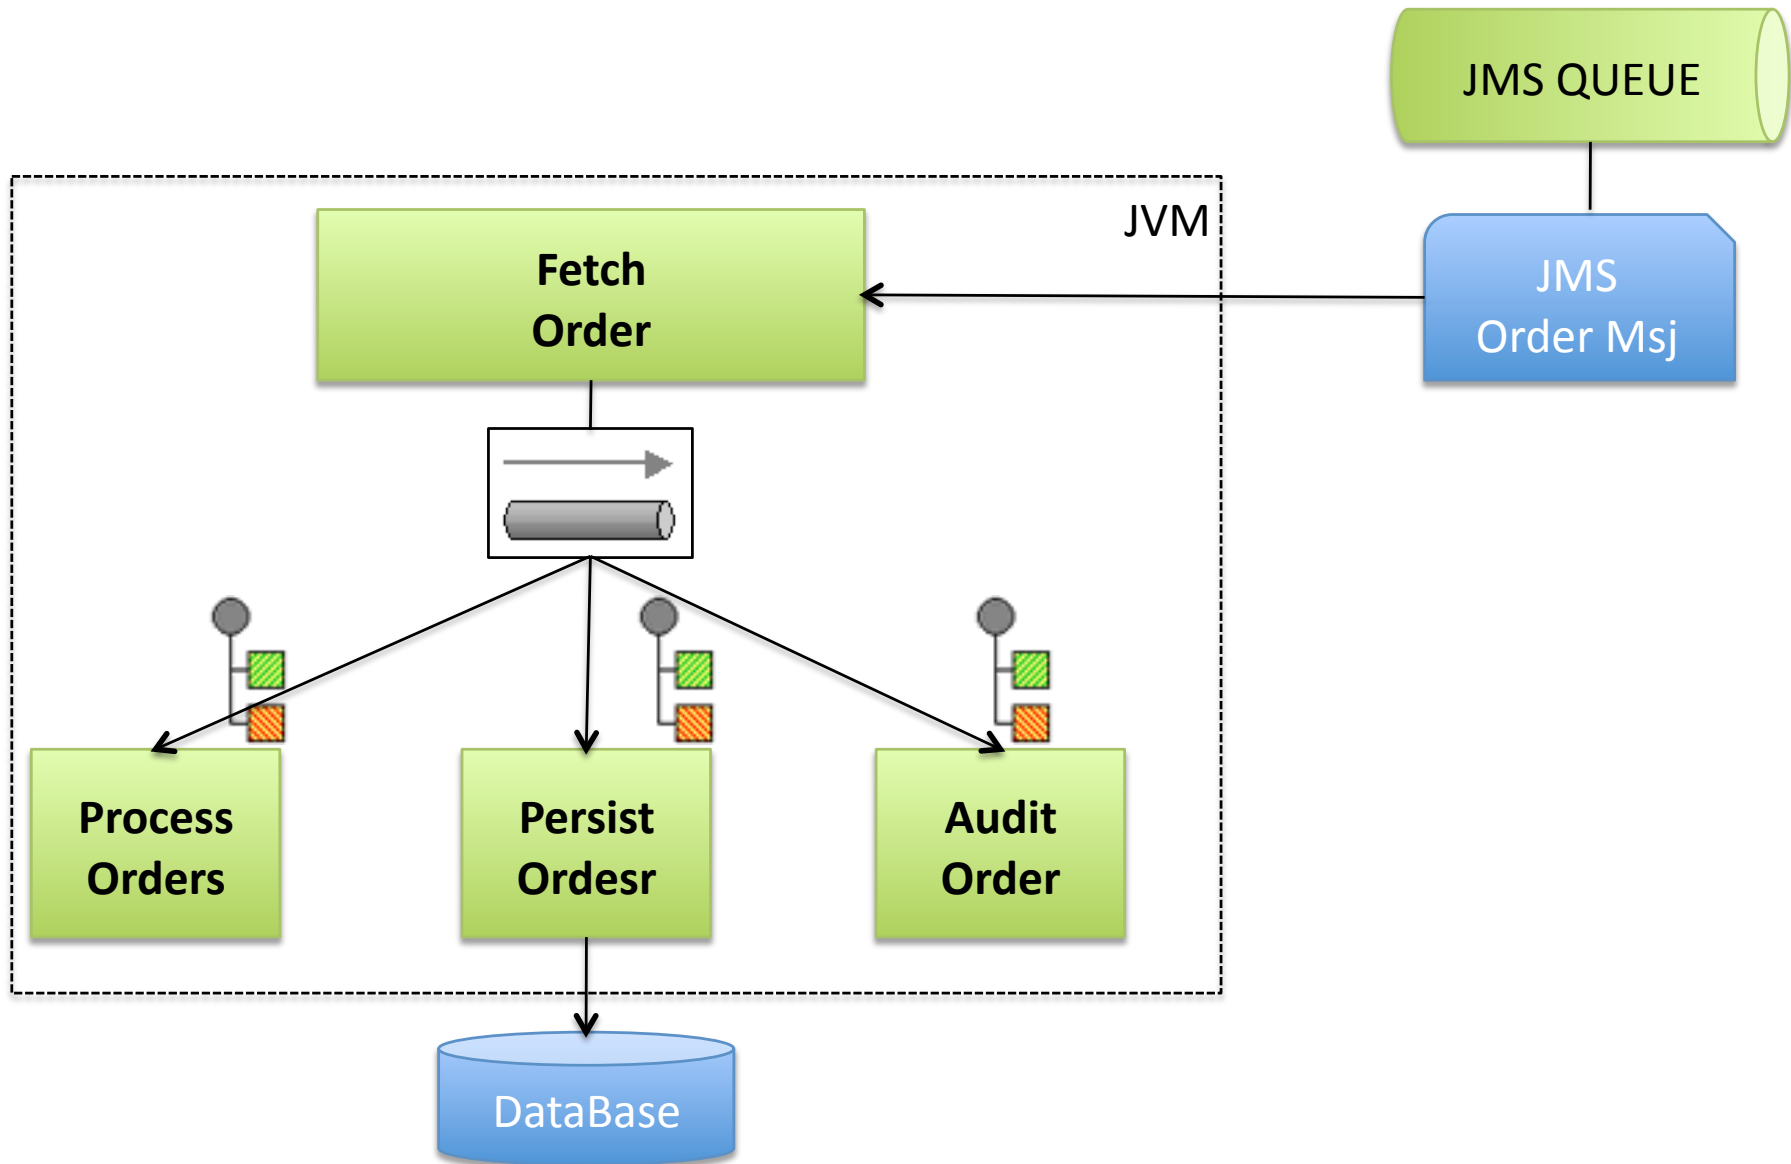 JMS QUEUE
JVM
Fetch
Order
JMS
Order Msj
Process
Orders
Persist
Ordesr
Audit
Order
DataBase